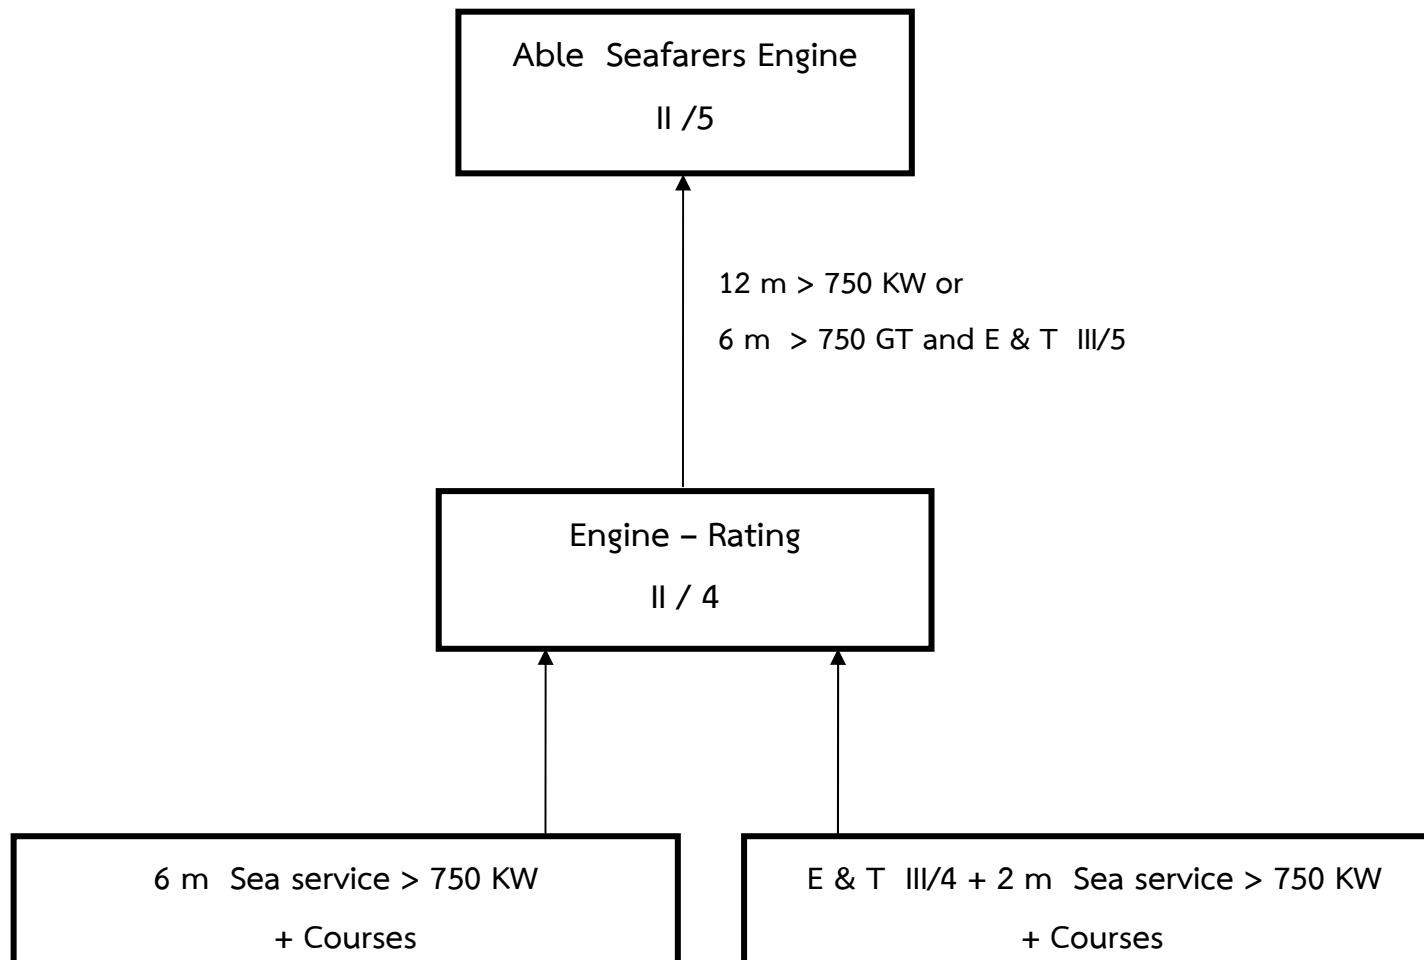 Able Seafarers Engine
II /5
12 m > 750 KW or
6 m > 750 GT and E & T III/5
Engine – Rating
II / 4
6 m Sea service > 750 KW
+ Courses
E & T III/4 + 2 m Sea service > 750 KW
+ Courses